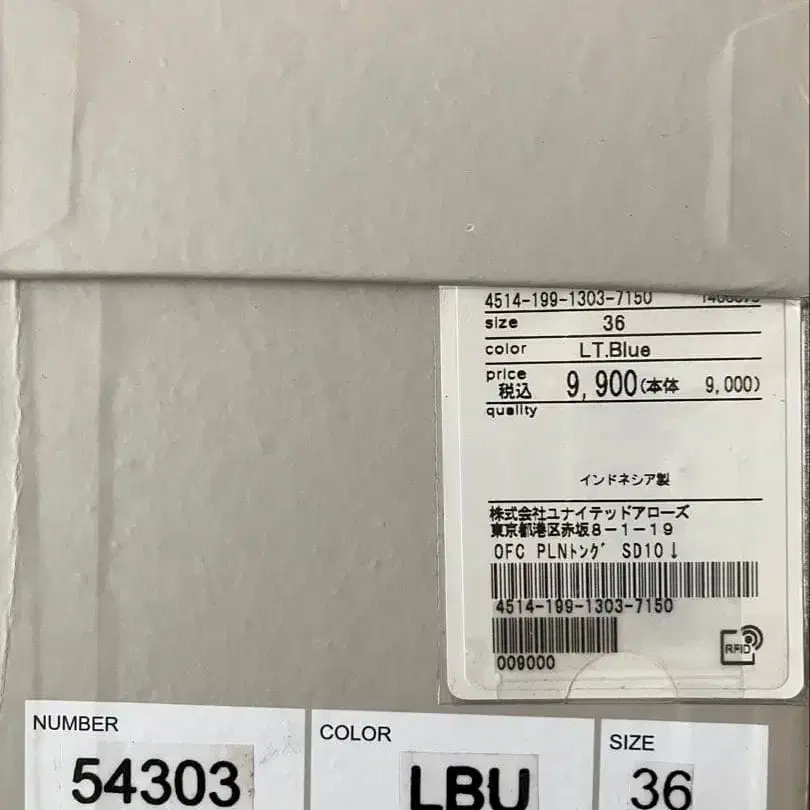 4514-199-1303-7150
size 36
color LT.Blue
price
税込 9,900(本体 9,000)
quality
インドネシア製
株式会社ユナイテッドアローズ
東京都港区赤坂8-1-19
OFC PLNトング SD10↓
4514-199-1303-7150
009000
RFID
NUMBER COLOR SIZE
54303 LBU 36